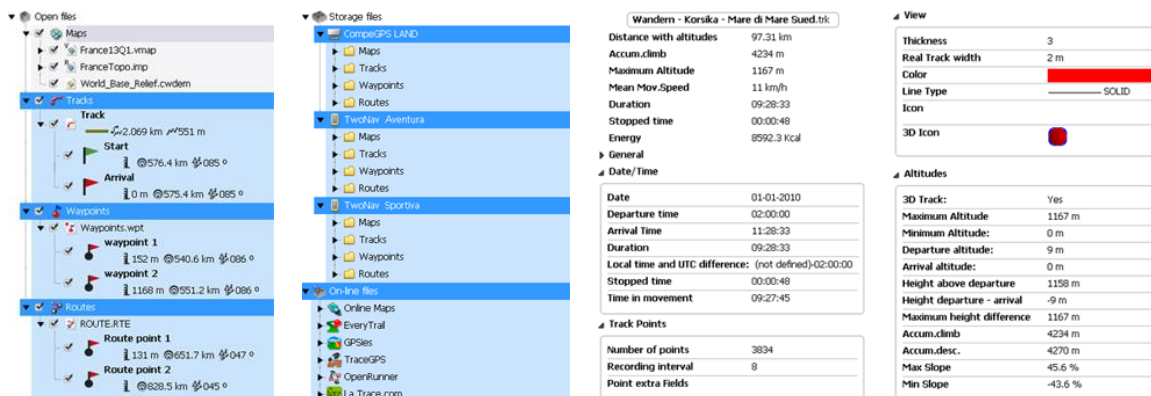 Open files
Maps
France13Q1.vmap
FranceTopo.imp
World_Base_Relief.cwdem
Tracks
Track
2.069 km 551 m
Start
576.4 km 085 º
Arrival
0 m 575.4 km 085 º
Waypoints
Waypoints.wpt
waypoint 1
152 m 540.6 km 086 º
waypoint 2
1168 m 551.2 km 086 º
Routes
ROUTE.RTE
Route point 1
131 m 651.7 km 047 º
Route point 2
828.5 km 045 º
Storage files
CompeGPS LAND
Maps
Tracks
Waypoints
Routes
TwoNav Aventura
Maps
Tracks
Waypoints
Routes
TwoNav Sportiva
Maps
Tracks
Waypoints
Routes
On-line files
Online Maps
EveryTrail
GPSies
TraceGPS
OpenRunner
La Trace.com
Wandern - Korsika - Mare di Mare Sued.trk
Distance with altitudes 97.31 km
Accum.climb 4234 m
Maximum Altitude 1167 m
Mean Mov.Speed 11 km/h
Duration 09:28:33
Stopped time 00:00:48
Energy 8592.3 Kcal
General
Date/Time
Date 01-01-2010
Departure time 02:00:00
Arrival Time 11:28:33
Duration 09:28:33
Local time and UTC difference: (not defined)-02:00:00
Stopped time 00:00:48
Time in movement 09:27:45
Track Points
Number of points 3834
Recording interval 8
Point extra Fields
View
Thickness 3
Real Track width 2 m
Color
Line Type SOLID
Icon
3D Icon
Altitudes
3D Track: Yes
Maximum Altitude 1167 m
Minimum Altitude: 0 m
Departure altitude: 9 m
Arrival altitude: 0 m
Height above departure 1158 m
Height departure - arrival -9 m
Maximum height difference 1167 m
Accum.climb 4234 m
Accum.desc. 4270 m
Max Slope 45.6 %
Min Slope -43.6 %